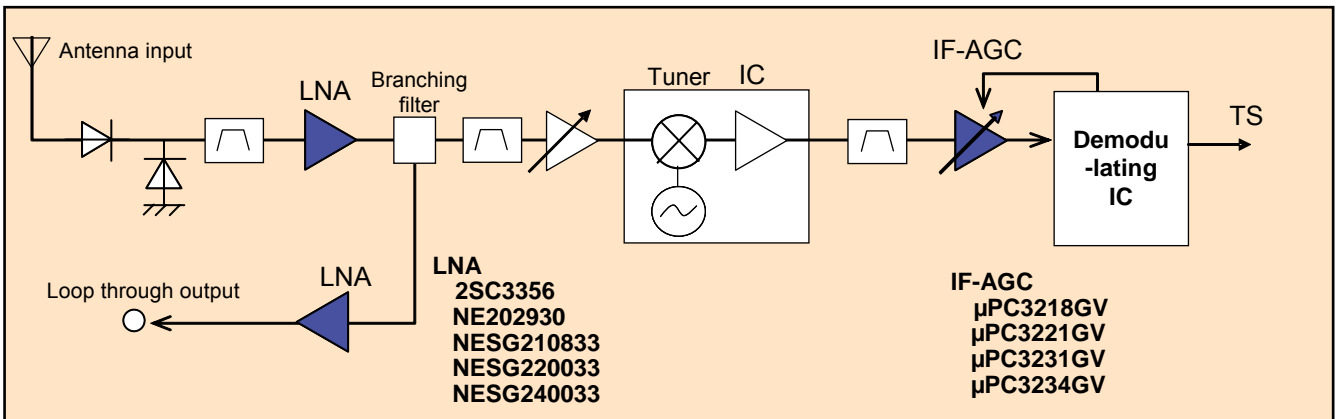 Antenna input
LNA
Branching
filter
Tuner IC
IF-AGC
Demodu
-lating
IC
TS
Loop through output
LNA
LNA
2SC3356
NE202930
NESG210833
NESG220033
NESG240033
IF-AGC
µPC3218GV
µPC3221GV
µPC3231GV
µPC3234GV